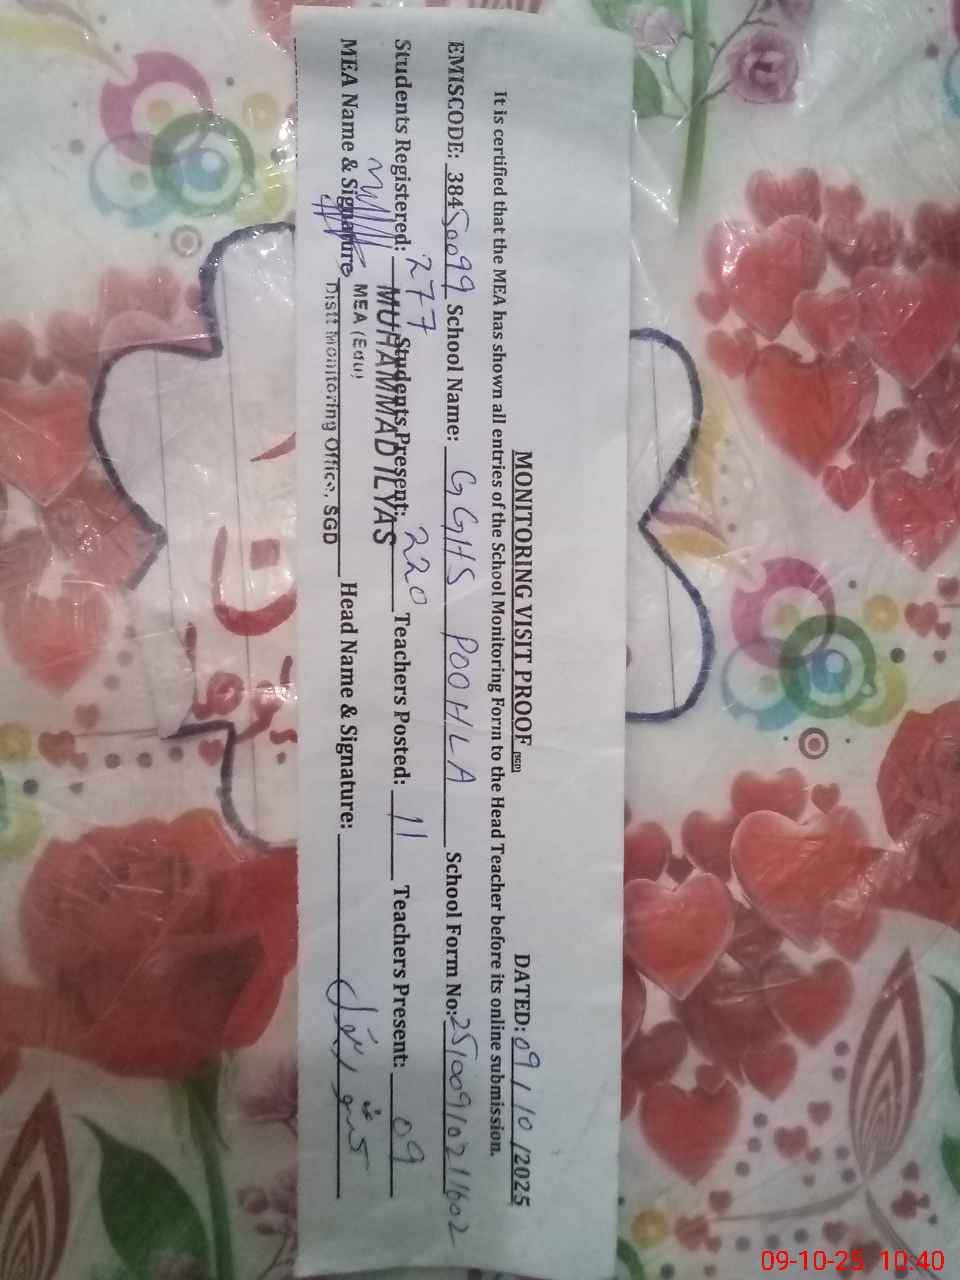 MONITORING VISIT PROOF (SGD) DATED: 09/10/2025
It is certified that the MEA has shown all entries of the School Monitoring Form to the Head Teacher before its online submission.
EMISCODE: 38450099 School Name: GGHS POOHLA School Form No: 25100910211602
Students Registered: 277 Students Present: 220 Teachers Posted: 11 Teachers Present: 09
MUHAMMAD ILYAS
MEA (Edu)
MEA Name & Signature Distt Monitoring Office, SGD Head Name & Signature:
09-10-25 10:40